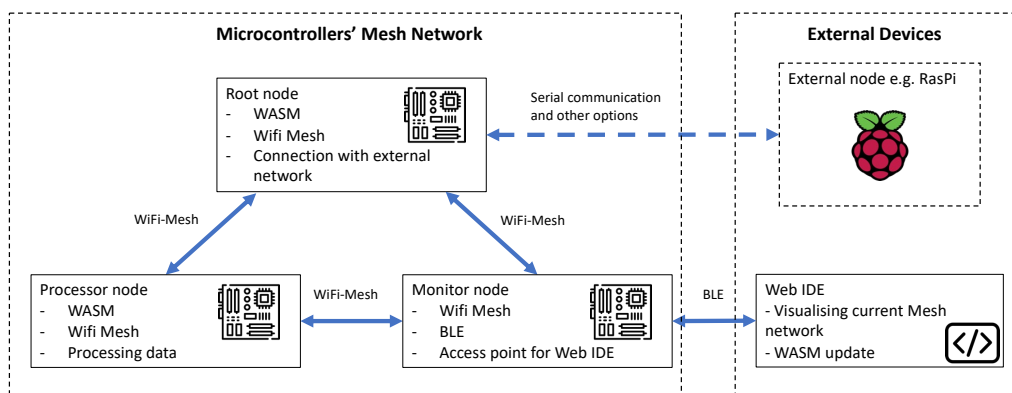 Microcontrollers' Mesh Network
External Devices
Root node
- WASM
- Wifi Mesh
- Connection with external
network
Serial communication
and other options
External node e.g. RasPi
WiFi-Mesh
WiFi-Mesh
Processor node
- WASM
- Wifi Mesh
- Processing data
WiFi-Mesh
Monitor node
- Wifi Mesh
- BLE
- Access point for Web IDE
BLE
Web IDE
- Visualising current Mesh
network
- WASM update
</>